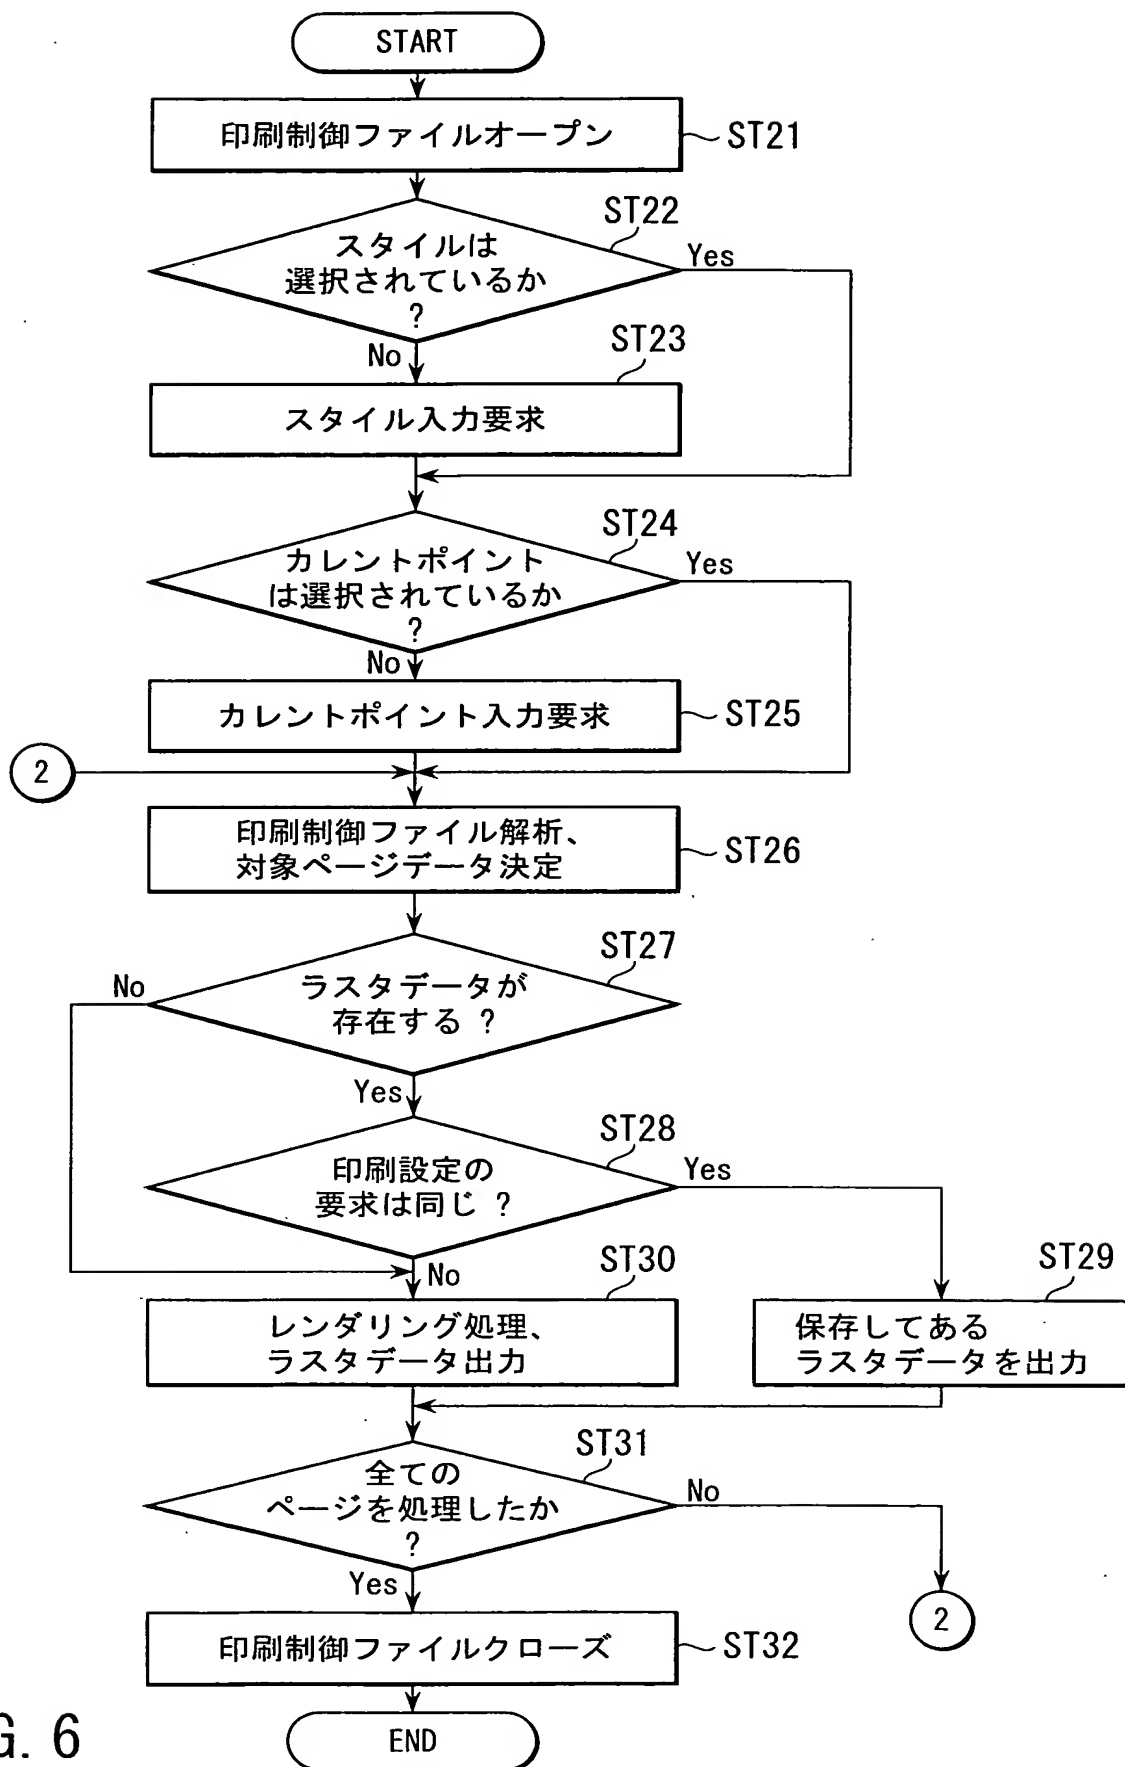 START
印刷制御ファイルオープン
ST21
ST22
スタイルは
選択されているか
?
Yes
No
ST23
スタイル入力要求
ST24
カレントポイント
は選択されているか
?
Yes
No
カレントポイント入力要求
ST25
2
印刷制御ファイル解析、
対象ページデータ決定
ST26
ST27
No
ラスタデータが
存在する ?
Yes
ST28
印刷設定の
要求は同じ ?
Yes
No
ST30
ST29
レンダリング処理、
ラスタデータ出力
保存してある
ラスタデータを出力
ST31
全ての
ページを処理したか
?
No
Yes
2
印刷制御ファイルクローズ
ST32
END
G. 6